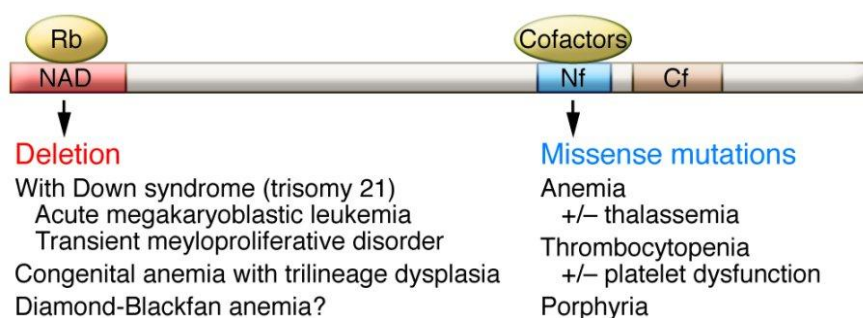 Rb Cofactors
NAD Nf Cf
Deletion
With Down syndrome (trisomy 21)
Acute megakaryoblastic leukemia
Transient meyloproliferative disorder
Congenital anemia with trilineage dysplasia
Diamond-Blackfan anemia?
Missense mutations
Anemia
+/– thalassemia
Thrombocytopenia
+/– platelet dysfunction
Porphyria